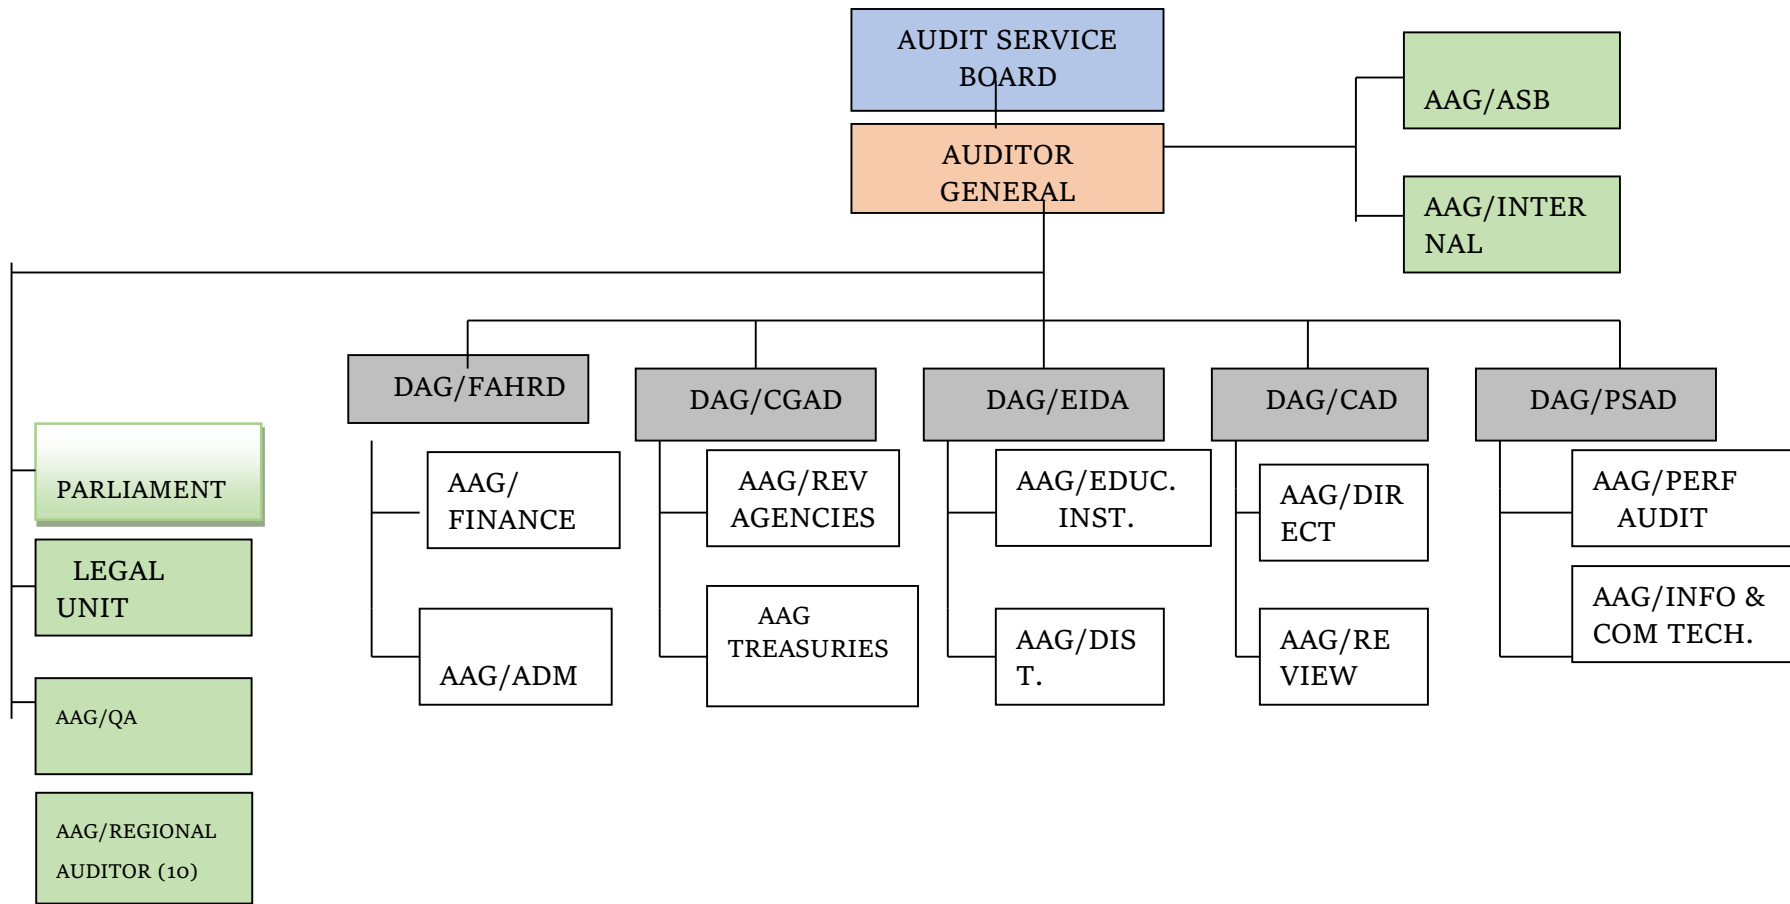 AUDIT SERVICE
BOARD
AUDITOR
GENERAL
AAG/ASB
AAG/INTER
NAL
DAG/FAHRD
DAG/CGAD
DAG/EIDA
DAG/CAD
DAG/PSAD
PARLIAMENT
LEGAL
UNIT
AAG/QA
AAG/REGIONAL
AUDITOR (10)
AAG/
FINANCE
AAG/ADM
AAG/REV
AGENCIES
AAG
TREASURIES
AAG/EDUC.
INST.
AAG/DIS
T.
AAG/DIR
ECT
AAG/RE
VIEW
AAG/PERF
AUDIT
AAG/INFO &
COM TECH.